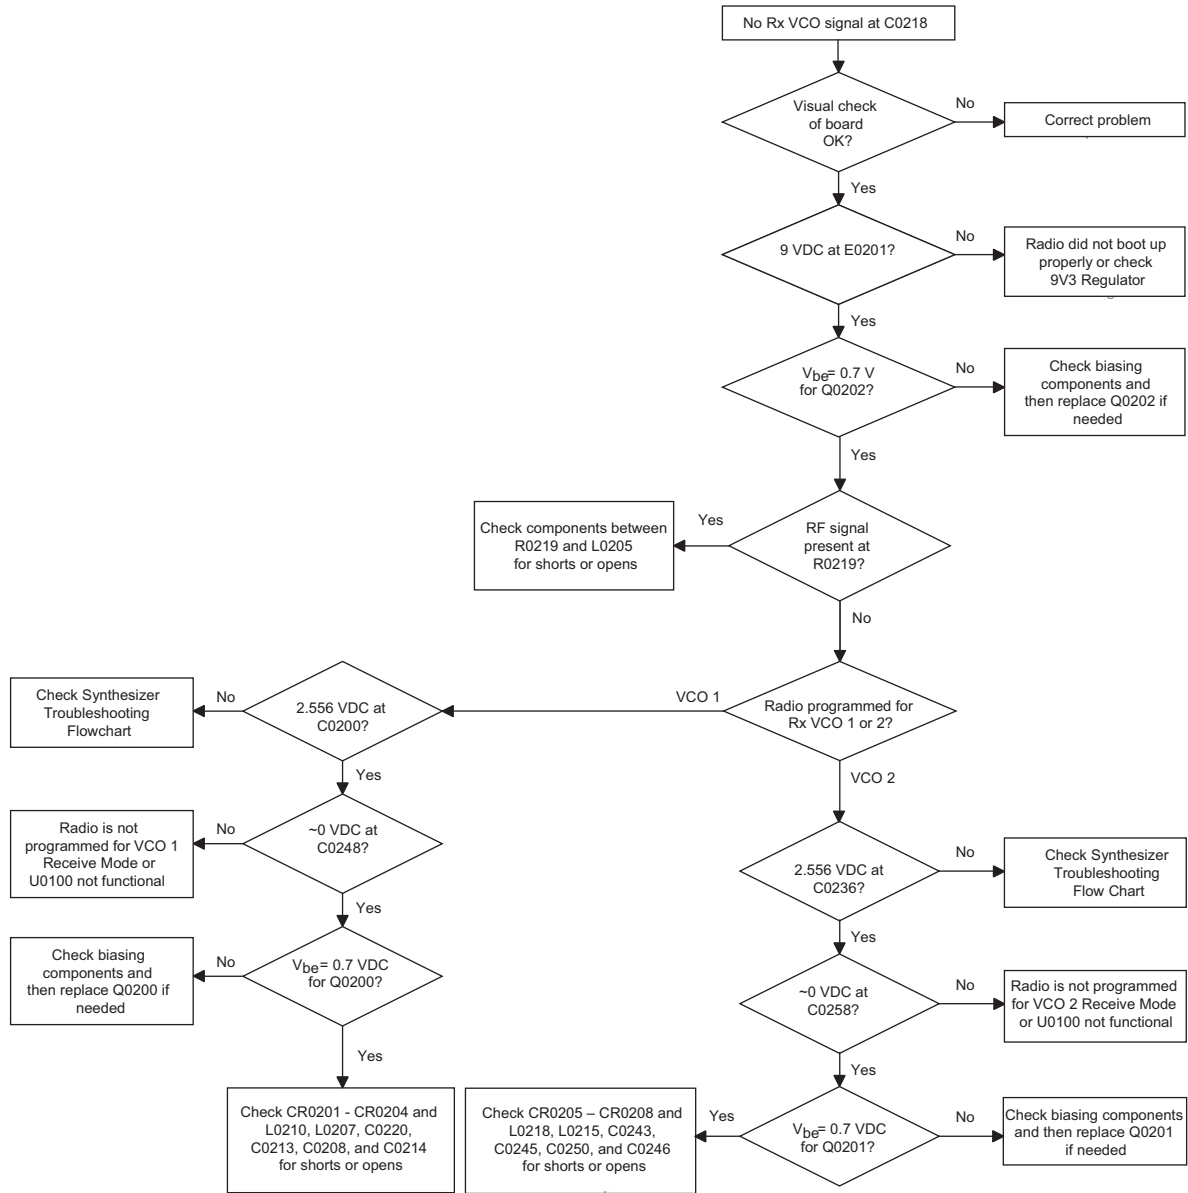 No Rx VCO signal at C0218
Visual check
of board
OK?
No
Correct problem
Yes
9 VDC at E0201?
No
Radio did not boot up
properly or check
9V3 Regulator
Yes
Vbe= 0.7 V
for Q0202?
No
Check biasing
components and
then replace Q0202 if
needed
Yes
RF signal
present at
R0219?
Yes
Check components between
R0219 and L0205
for shorts or opens
No
Radio programmed for
Rx VCO 1 or 2?
VCO 1
2.556 VDC at
C0200?
No
Check Synthesizer
Troubleshooting
Flowchart
Yes
~0 VDC at
C0248?
No
Radio is not
programmed for VCO 1
Receive Mode or
U0100 not functional
Yes
Vbe= 0.7 VDC
for Q0200?
No
Check biasing
components and
then replace Q0200 if
needed
Yes
Check CR0201 - CR0204 and
L0210, L0207, C0220,
C0213, C0208, and C0214
for shorts or opens
VCO 2
2.556 VDC at
C0236?
No
Check Synthesizer
Troubleshooting
Flow Chart
Yes
~0 VDC at
C0258?
No
Radio is not programmed
for VCO 2 Receive Mode
or U0100 not functional
Yes
Vbe= 0.7 VDC
for Q0201?
No
Check biasing components
and then replace Q0201
if needed
Yes
Check CR0205 – CR0208 and
L0218, L0215, C0243,
C0245, C0250, and C0246
for shorts or opens